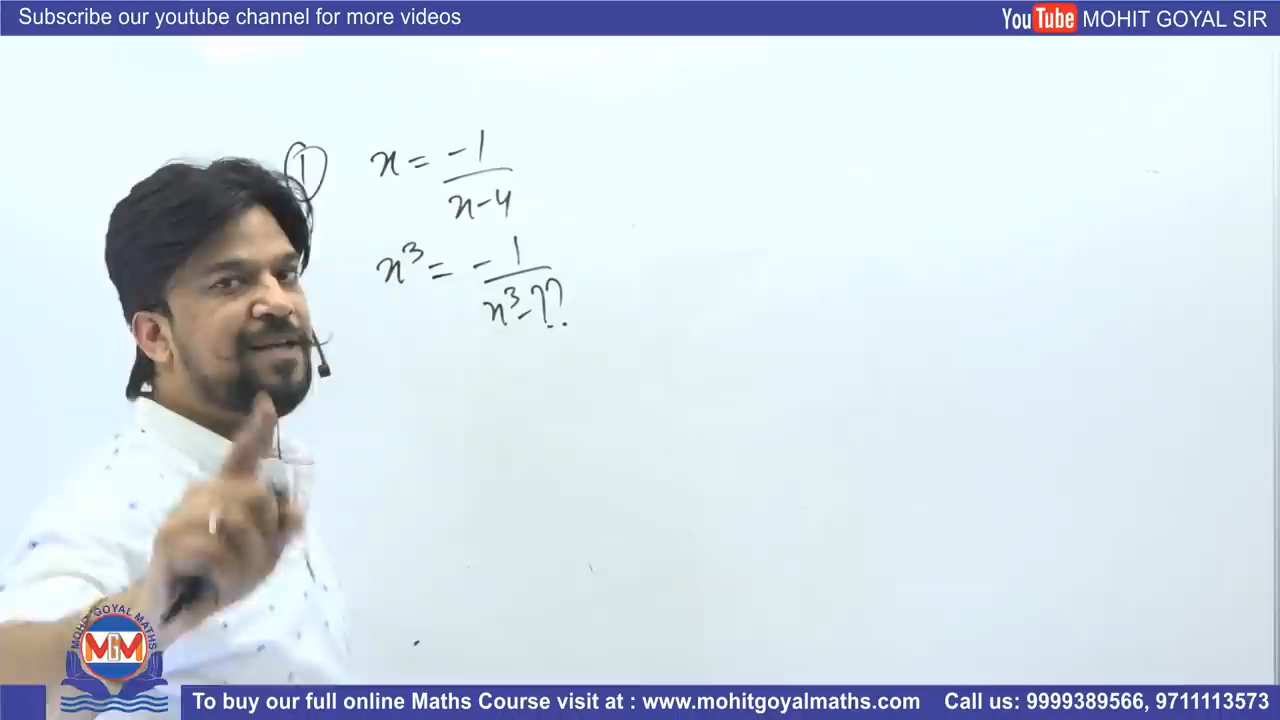 Subscribe our youtube channel for more videos
YouTube MOHIT GOYAL SIR
① x = -1/(x-4)
x³ = -1/(x³-??)
MOHIT GOYAL MATHS
MGM
To buy our full online Maths Course visit at : www.mohitgoyalmaths.com Call us: 9999389566, 9711113573